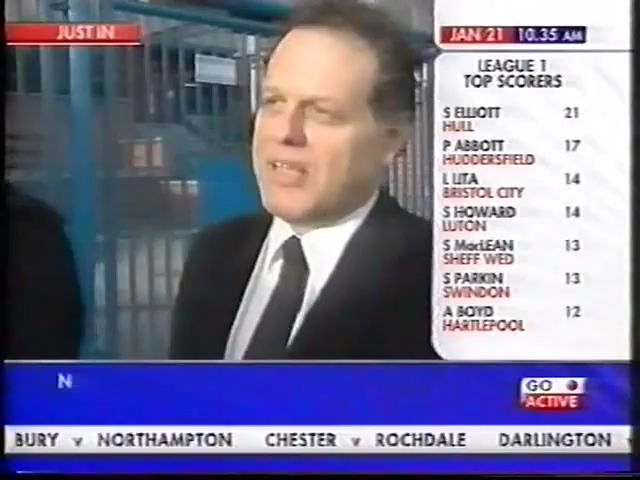 JUST IN
JAN 21 10.35 AM
LEAGUE 1
TOP SCORERS
S ELLIOTT 21
HULL
P ABBOTT 17
HUDDERSFIELD
L LITA 14
BRISTOL CITY
S HOWARD 14
LUTON
S MacLEAN 13
SHEFF WED
S PARKIN 13
SWINDON
A BOYD 12
HARTLEPOOL
N
GO
ACTIVE
BURY v NORTHAMPTON CHESTER v ROCHDALE DARLINGTON v